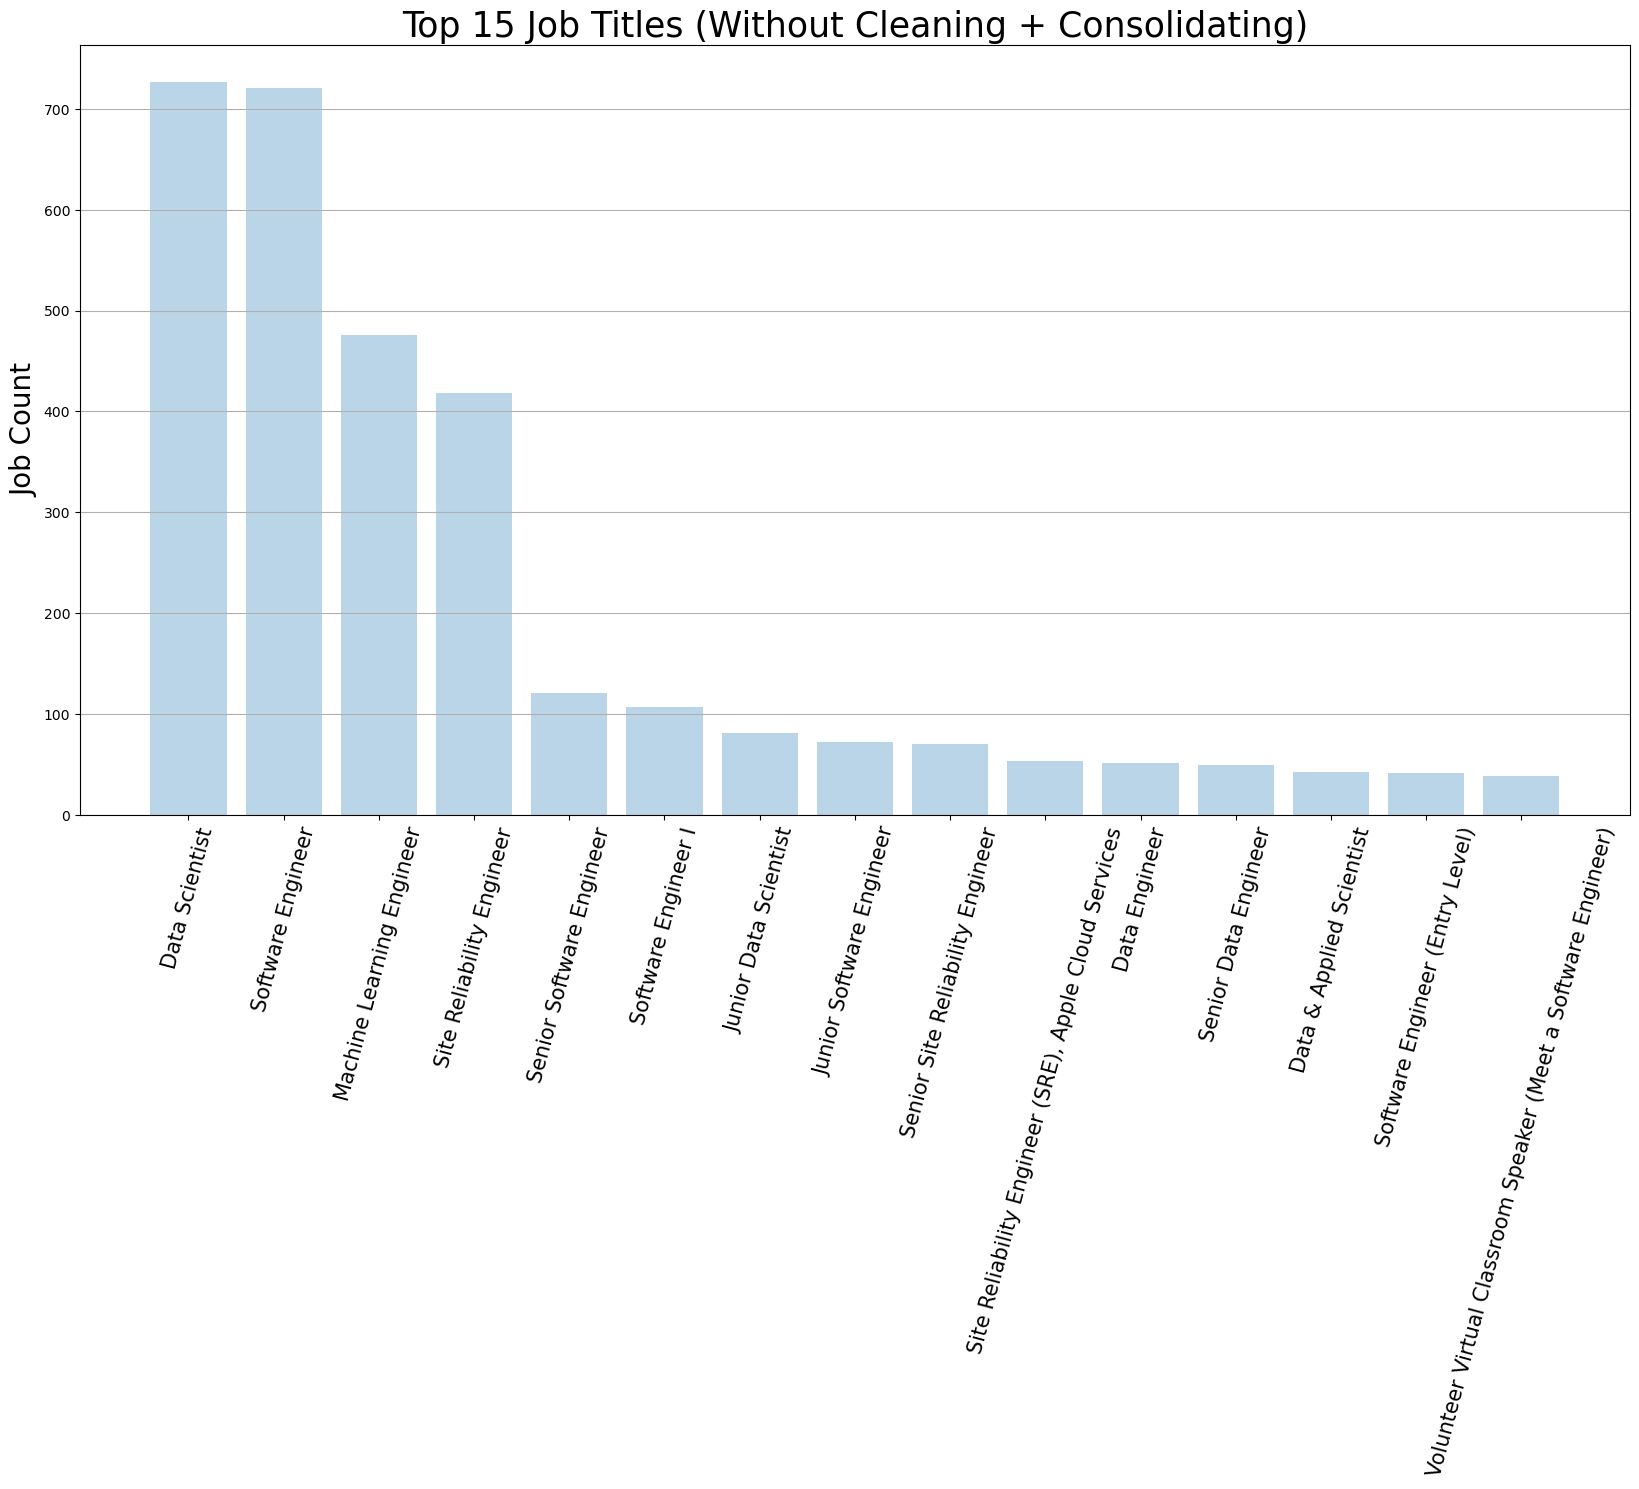 Top 15 Job Titles (Without Cleaning + Consolidating)
Job Count
700
600
500
400
300
200
100
0
Data Scientist
Software Engineer
Machine Learning Engineer
Site Reliability Engineer
Senior Software Engineer
Software Engineer I
Junior Data Scientist
Junior Software Engineer
Senior Site Reliability Engineer
Site Reliability Engineer (SRE), Apple Cloud Services
Data Engineer
Senior Data Engineer
Data & Applied Scientist
Software Engineer (Entry Level)
Volunteer Virtual Classroom Speaker (Meet a Software Engineer)